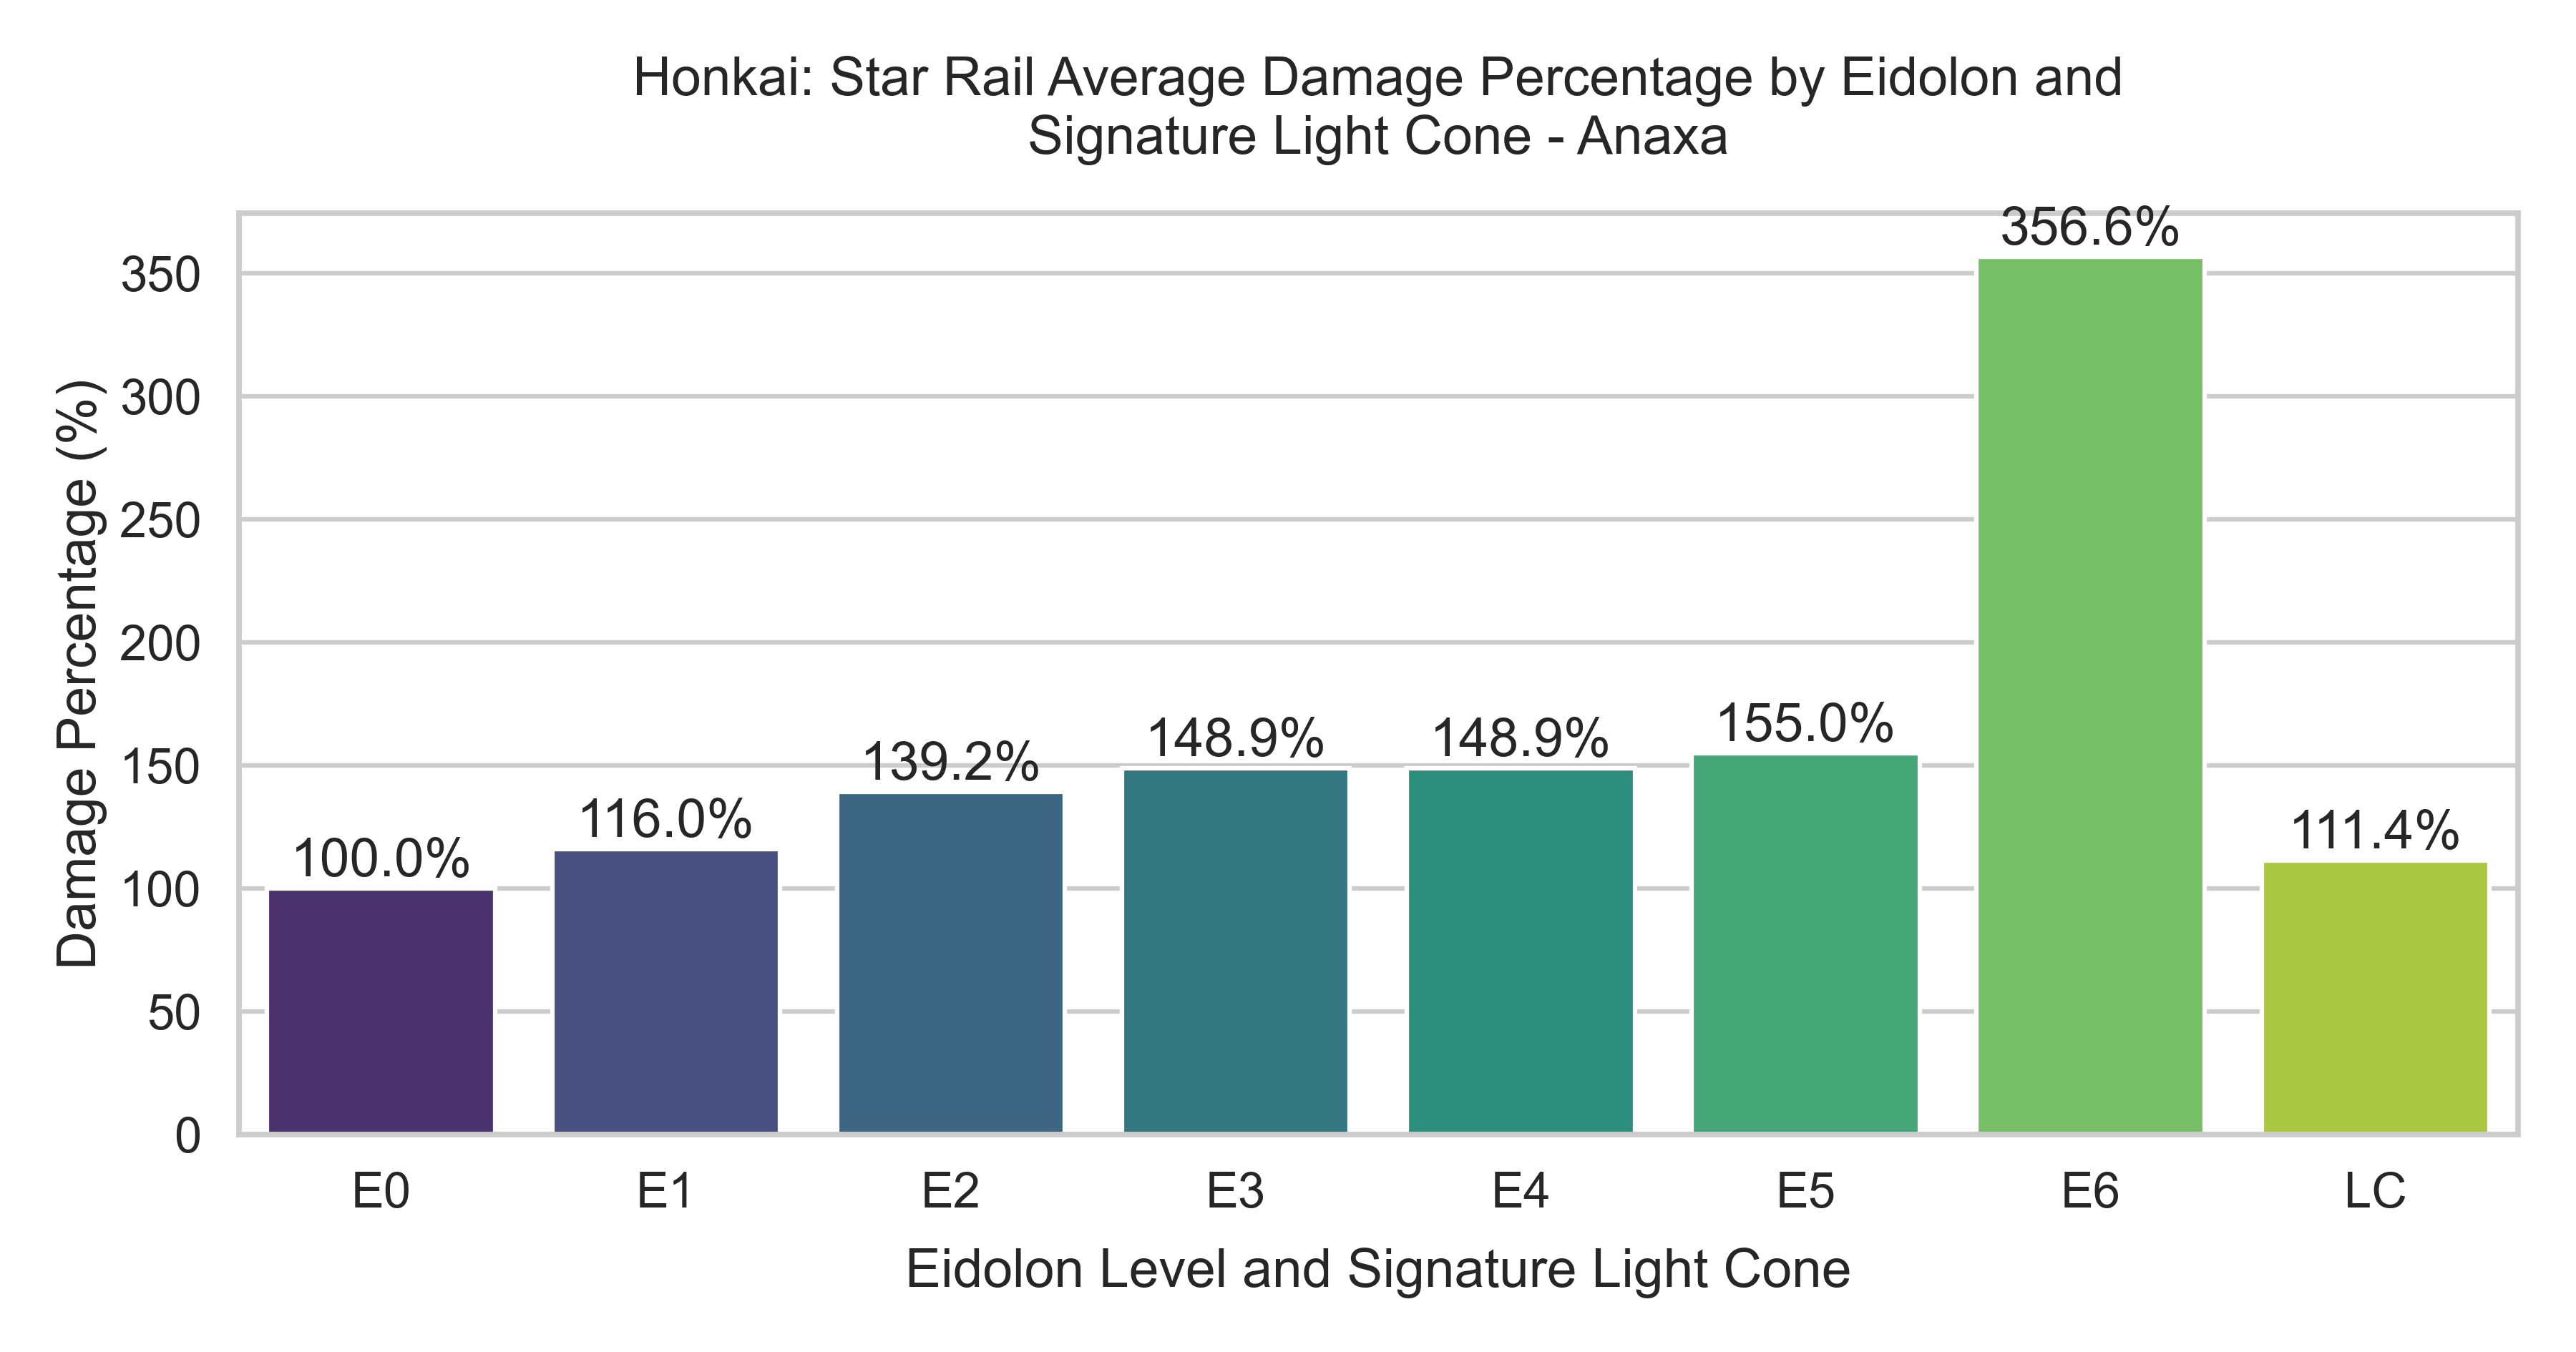 Honkai: Star Rail Average Damage Percentage by Eidolon and
Signature Light Cone - Anaxa
Damage Percentage (%)
350
300
250
200
150
100
50
0
100.0%
116.0%
139.2%
148.9%
148.9%
155.0%
356.6%
111.4%
E0
E1
E2
E3
E4
E5
E6
LC
Eidolon Level and Signature Light Cone